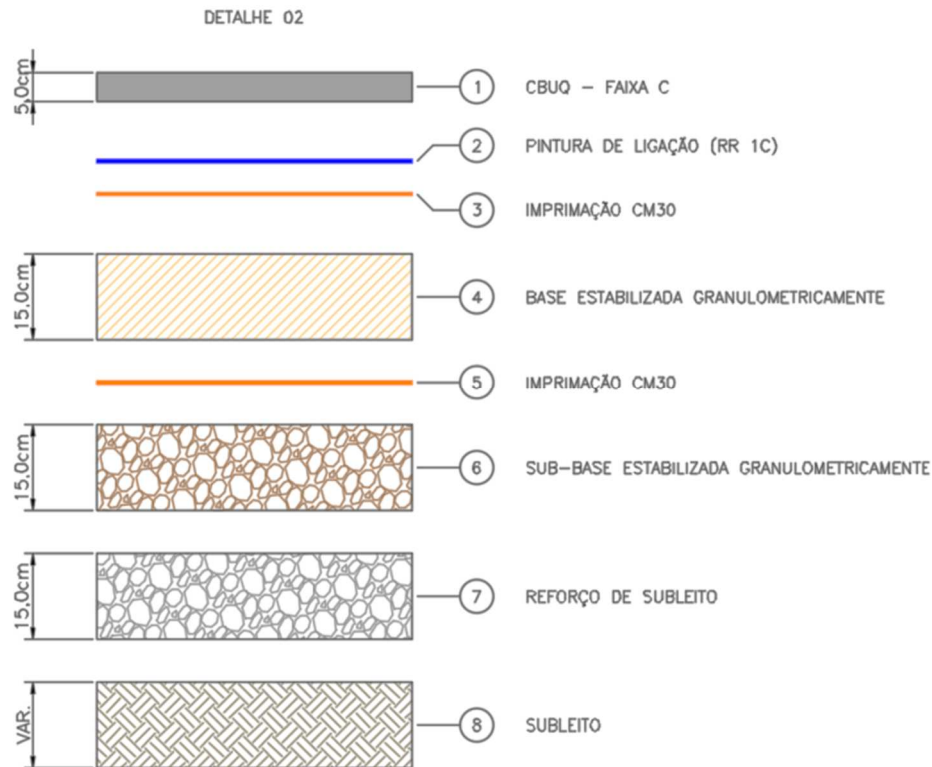 DETALHE 02
5,0cm
1 CBUQ – FAIXA C
2 PINTURA DE LIGAÇÃO (RR 1C)
3 IMPRIMAÇÃO CM30
15,0cm
4 BASE ESTABILIZADA GRANULOMETRICAMENTE
5 IMPRIMAÇÃO CM30
15,0cm
6 SUB-BASE ESTABILIZADA GRANULOMETRICAMENTE
15,0cm
7 REFORÇO DE SUBLEITO
VAR.
8 SUBLEITO